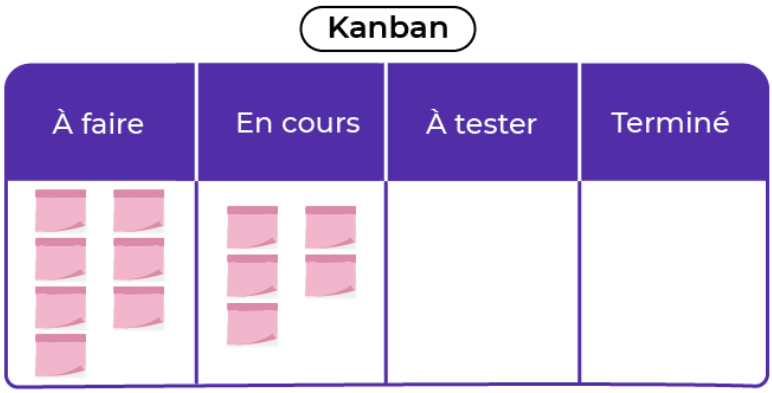 Kanban
À faire
En cours
À tester
Terminé